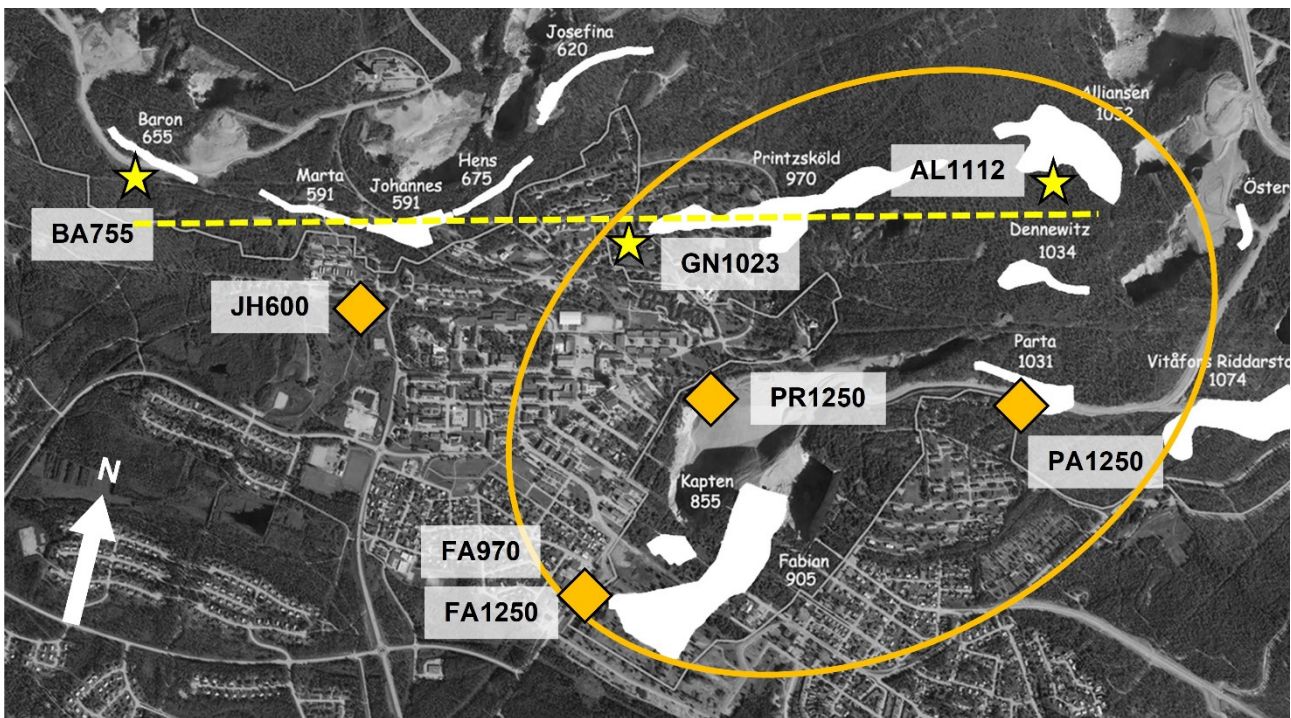 Josefina
620
Alliansen
1052
Baron
655
Hens
675
Marta
591
Johannes
591
Printzsköld
970
AL1112
Öster
BA755
GN1023
Dennewitz
1034
JH600
Parta
1031
Vitåfors Riddarsto
1074
PR1250
PA1250
N
Kapten
855
FA970
Fabian
905
FA1250